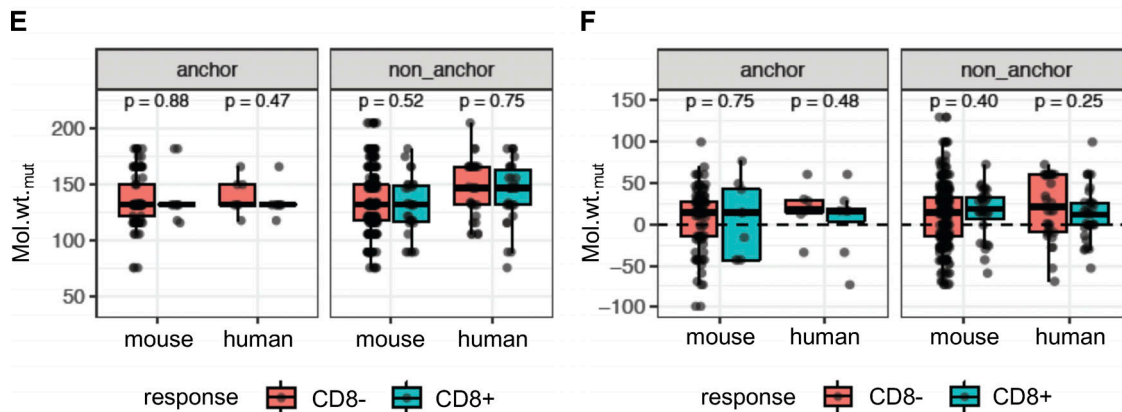 E
anchor
non_anchor
p = 0.88
p = 0.47
p = 0.52
p = 0.75
200
150
100
50
Mol.wt.mut
mouse
human
mouse
human
response
CD8-
CD8+
F
anchor
non_anchor
p = 0.75
p = 0.48
p = 0.40
p = 0.25
150
100
50
0
−50
−100
Mol.wt.mut
mouse
human
mouse
human
response
CD8-
CD8+